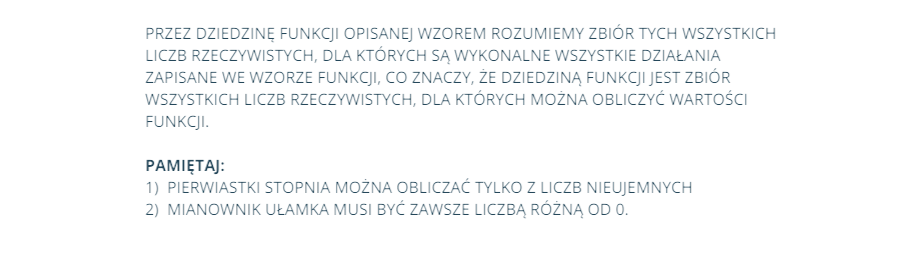 PRZEZ DZIEDZINĘ FUNKCJI OPISANEJ WZOREM ROZUMIEMY ZBIÓR TYCH WSZYSTKICH
LICZB RZECZYWISTYCH, DLA KTÓRYCH SĄ WYKONALNE WSZYSTKIE DZIAŁANIA
ZAPISANE WE WZORZE FUNKCJI, CO ZNACZY, ŻE DZIEDZINĄ FUNKCJI JEST ZBIÓR
WSZYSTKICH LICZB RZECZYWISTYCH, DLA KTÓRYCH MOŻNA OBLICZYĆ WARTOŚCI
FUNKCJI.
PAMIĘTAJ:
1) PIERWIASTKI STOPNIA MOŻNA OBLICZAĆ TYLKO Z LICZB NIEUJEMNYCH
2) MIANOWNIK UŁAMKA MUSI BYĆ ZAWSZE LICZBĄ RÓŻNĄ OD 0.